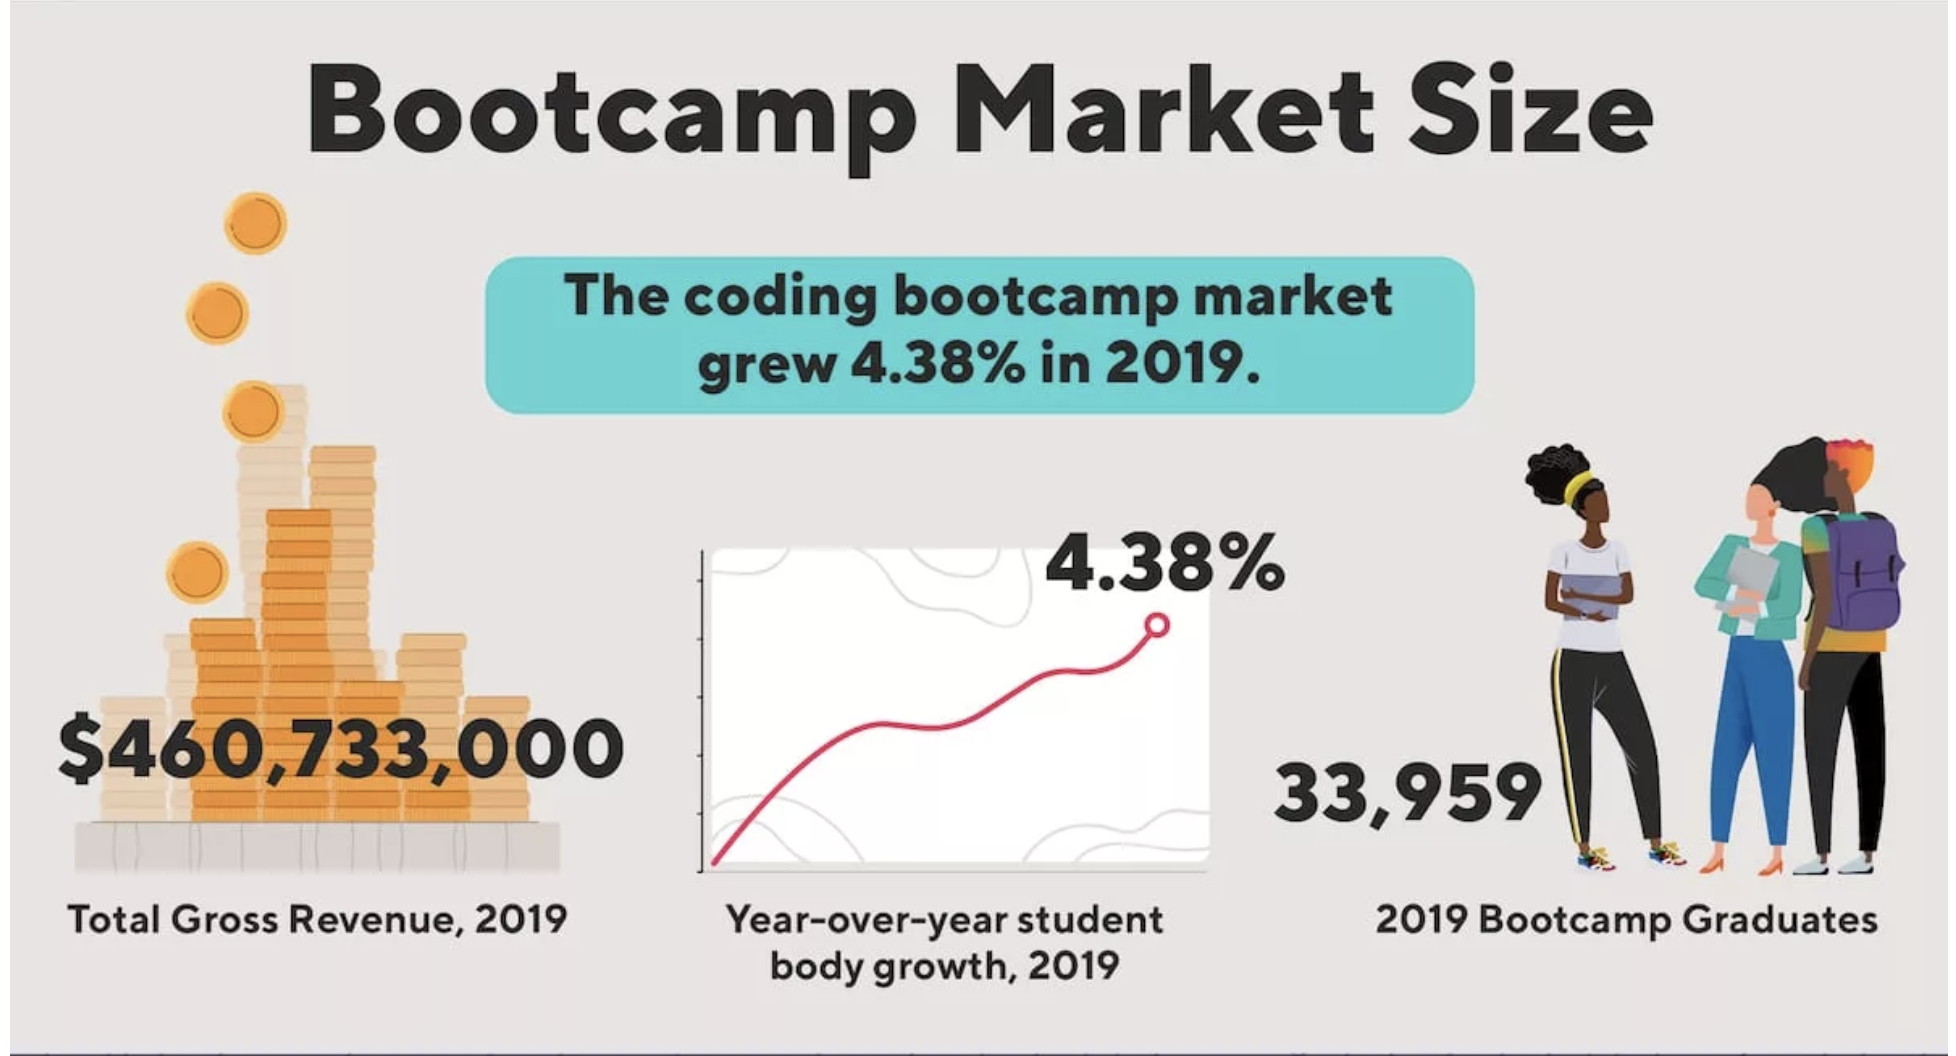 Bootcamp Market Size
The coding bootcamp market
grew 4.38% in 2019.
$460,733,000
Total Gross Revenue, 2019
4.38%
Year-over-year student
body growth, 2019
33,959
2019 Bootcamp Graduates